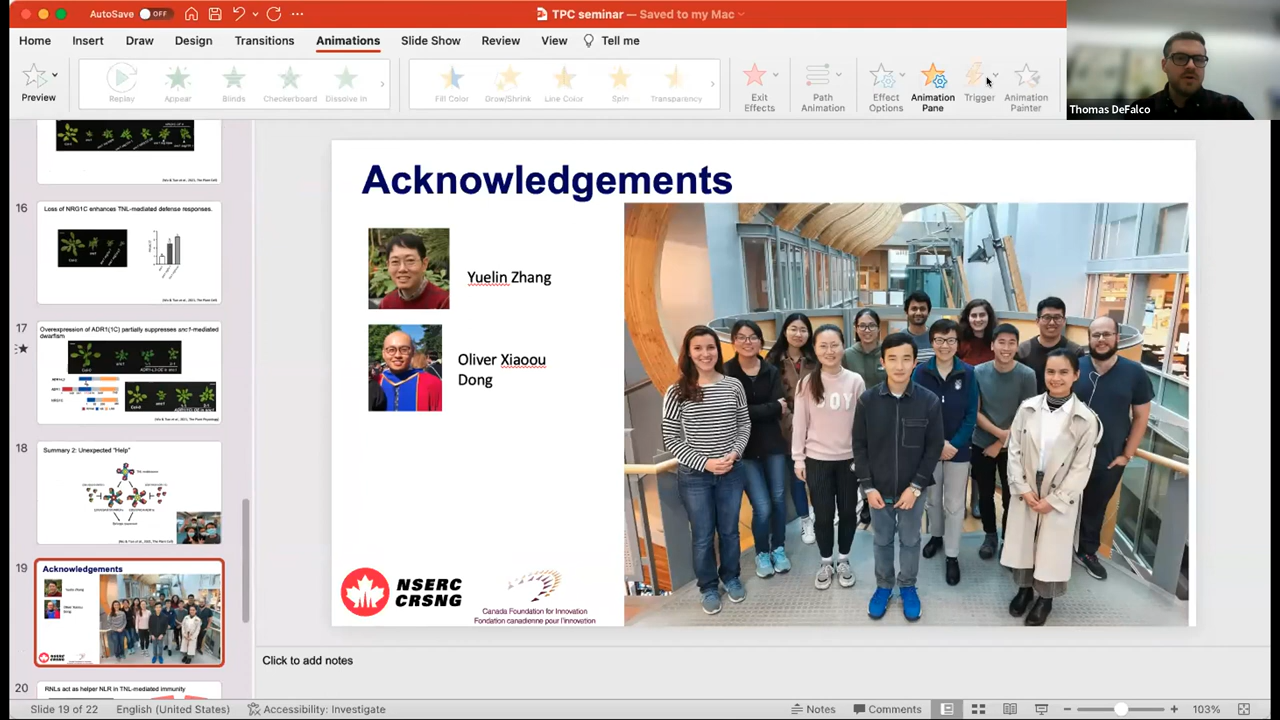 AutoSave OFF
TPC seminar — Saved to my Mac
Home Insert Draw Design Transitions Animations Slide Show Review View Tell me
Preview
Replay Appear Blinds Checkerboard Dissolve In
Fill Color Grow/Shrink Line Color Spin Transparency
Exit Effects
Path Animation
Effect Options
Animation Pane
Trigger
Animation Painter
Thomas DeFalco
16
Loss of NRG1C enhances TNL-mediated defense responses.
17
Overexpression of ADR1(1C) partially suppresses snc1-mediated
dwarfism
18
Summary 2: Unexpected "Help"
19
Acknowledgements
20
RNLs act as helper NLR in TNL-mediated immunity
Acknowledgements
Yuelin Zhang
Oliver Xiaoou
Dong
BOY
NSERC
CRSNG
Canada Foundation for Innovation
Fondation canadienne pour l'innovation
Click to add notes
Slide 19 of 22 English (United States) Accessibility: Investigate Notes Comments 103%